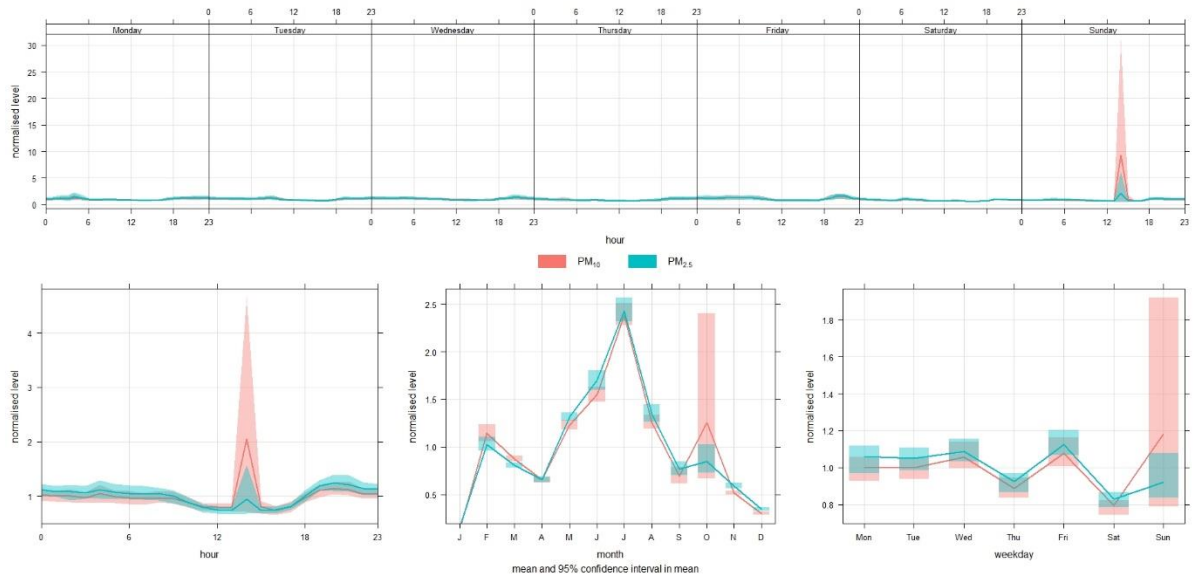 0 6 12 18 23 0 6 12 18 23 0 6 12 18 23
Monday Tuesday Wednesday Thursday Friday Saturday Sunday
30
25
20
15
10
5
0
normalised level
0 6 12 18 23 0 6 12 18 23 0 6 12 18 23 0 6 12 18 23
hour
PM10 PM2.5
4
3
2
1
normalised level
0 6 12 18 23
hour
2.5
2.0
1.5
1.0
0.5
normalised level
J F M A M J J A S O N D
month
mean and 95% confidence interval in mean
1.8
1.6
1.4
1.2
1.0
0.8
normalised level
Mon Tue Wed Thu Fri Sat Sun
weekday